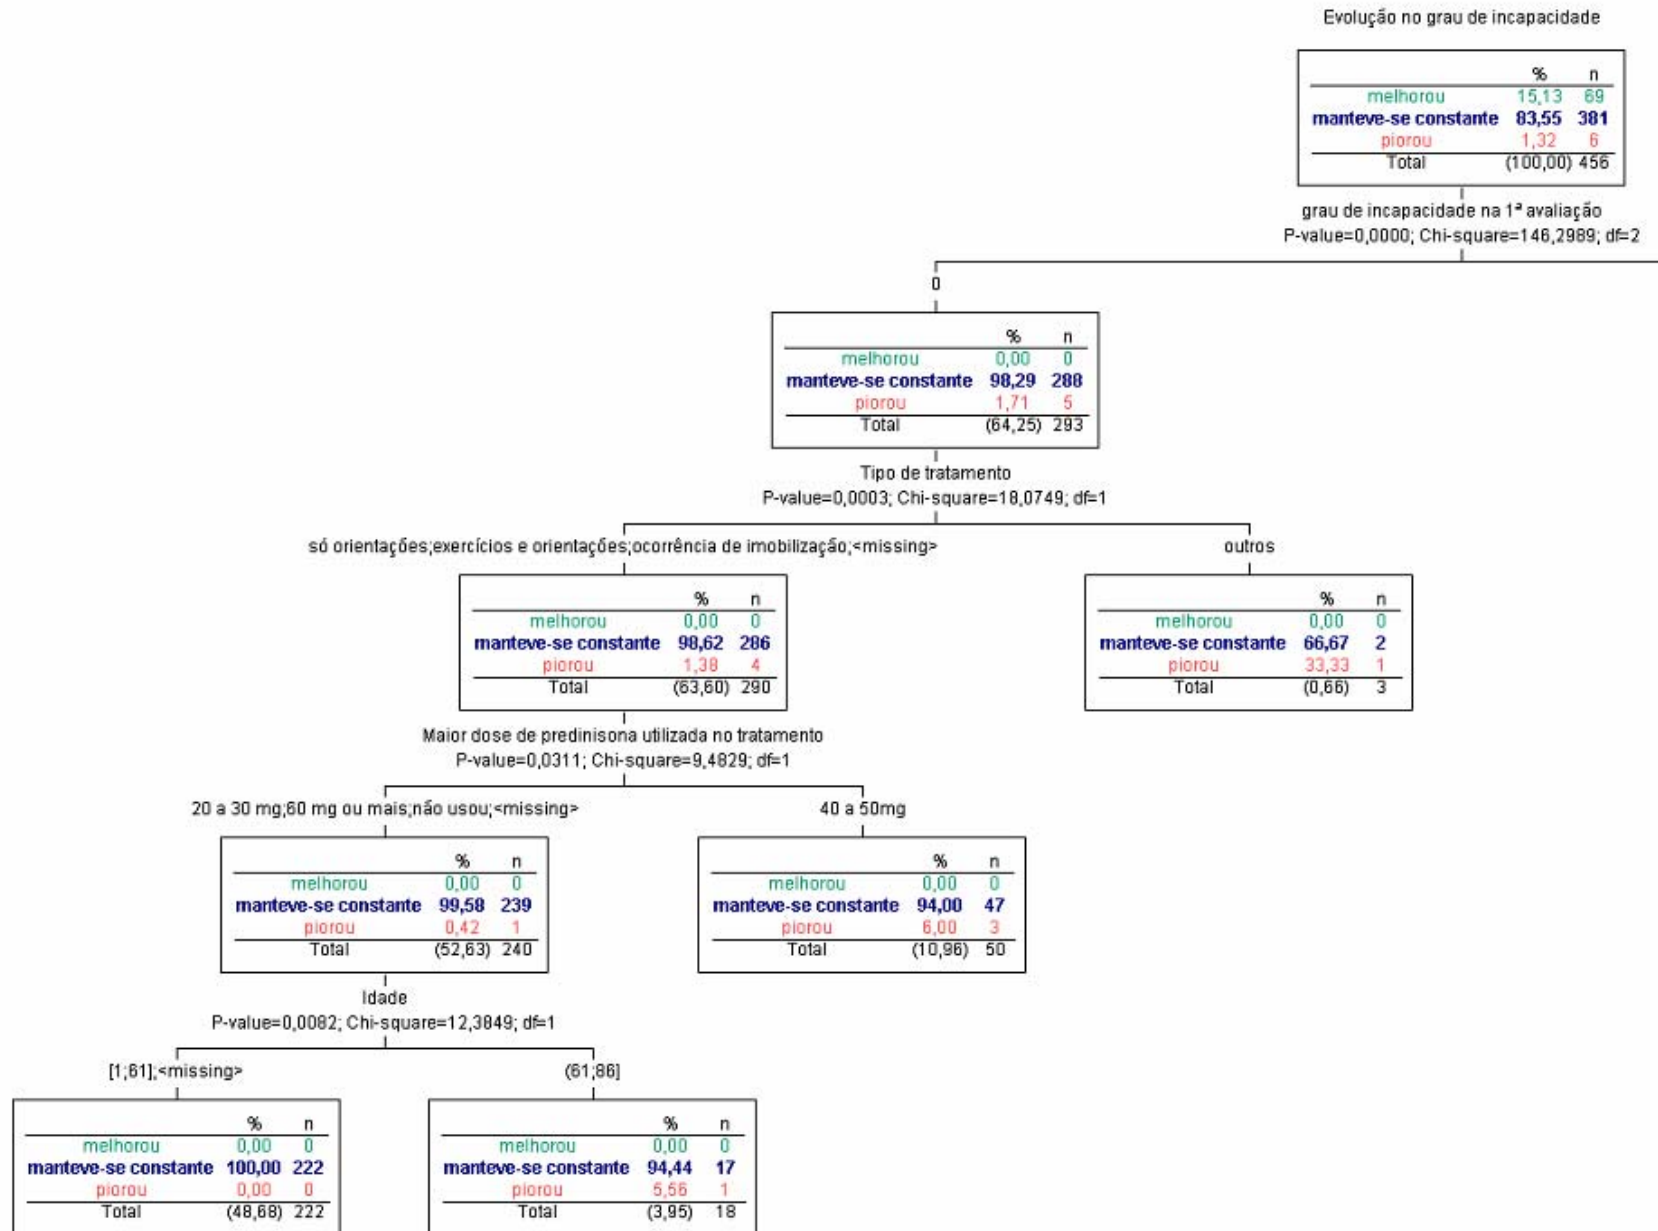 Evolução no grau de incapacidade
% n
melhorou 15,13 69
manteve-se constante 83,55 381
piorou 1,32 6
Total (100,00) 456
grau de incapacidade na 1ª avaliação
P-value=0,0000; Chi-square=146,2989; df=2
0
% n
melhorou 0,00 0
manteve-se constante 98,29 288
piorou 1,71 5
Total (64,25) 293
Tipo de tratamento
P-value=0,0003; Chi-square=18,0749; df=1
só orientações;exercícios e orientações;ocorrência de imobilização;<missing>
% n
melhorou 0,00 0
manteve-se constante 98,62 286
piorou 1,38 4
Total (63,60) 290
outros
% n
melhorou 0,00 0
manteve-se constante 66,67 2
piorou 33,33 1
Total (0,66) 3
Maior dose de predinisona utilizada no tratamento
P-value=0,0311; Chi-square=9,4829; df=1
20 a 30 mg;60 mg ou mais;não usou;<missing>
% n
melhorou 0,00 0
manteve-se constante 99,58 239
piorou 0,42 1
Total (52,63) 240
40 a 50mg
% n
melhorou 0,00 0
manteve-se constante 94,00 47
piorou 6,00 3
Total (10,96) 50
Idade
P-value=0,0082; Chi-square=12,3849; df=1
[1;61];<missing>
% n
melhorou 0,00 0
manteve-se constante 100,00 222
piorou 0,00 0
Total (48,68) 222
(61;86]
% n
melhorou 0,00 0
manteve-se constante 94,44 17
piorou 5,56 1
Total (3,95) 18